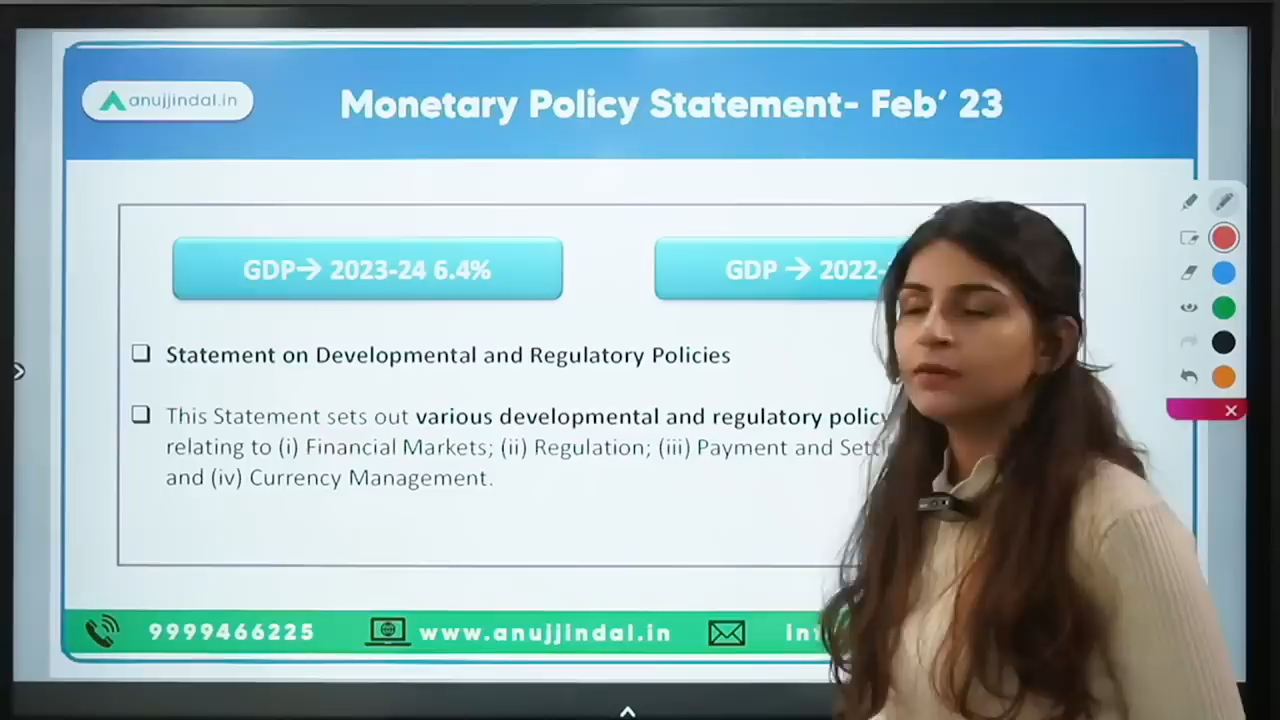 anujjindal.in
Monetary Policy Statement- Feb’ 23
GDP→ 2023-24 6.4%
GDP → 2022-
❑ Statement on Developmental and Regulatory Policies
❑ This Statement sets out various developmental and regulatory policy
relating to (i) Financial Markets; (ii) Regulation; (iii) Payment and
and (iv) Currency Management.
9999466225
www.anujjindal.in